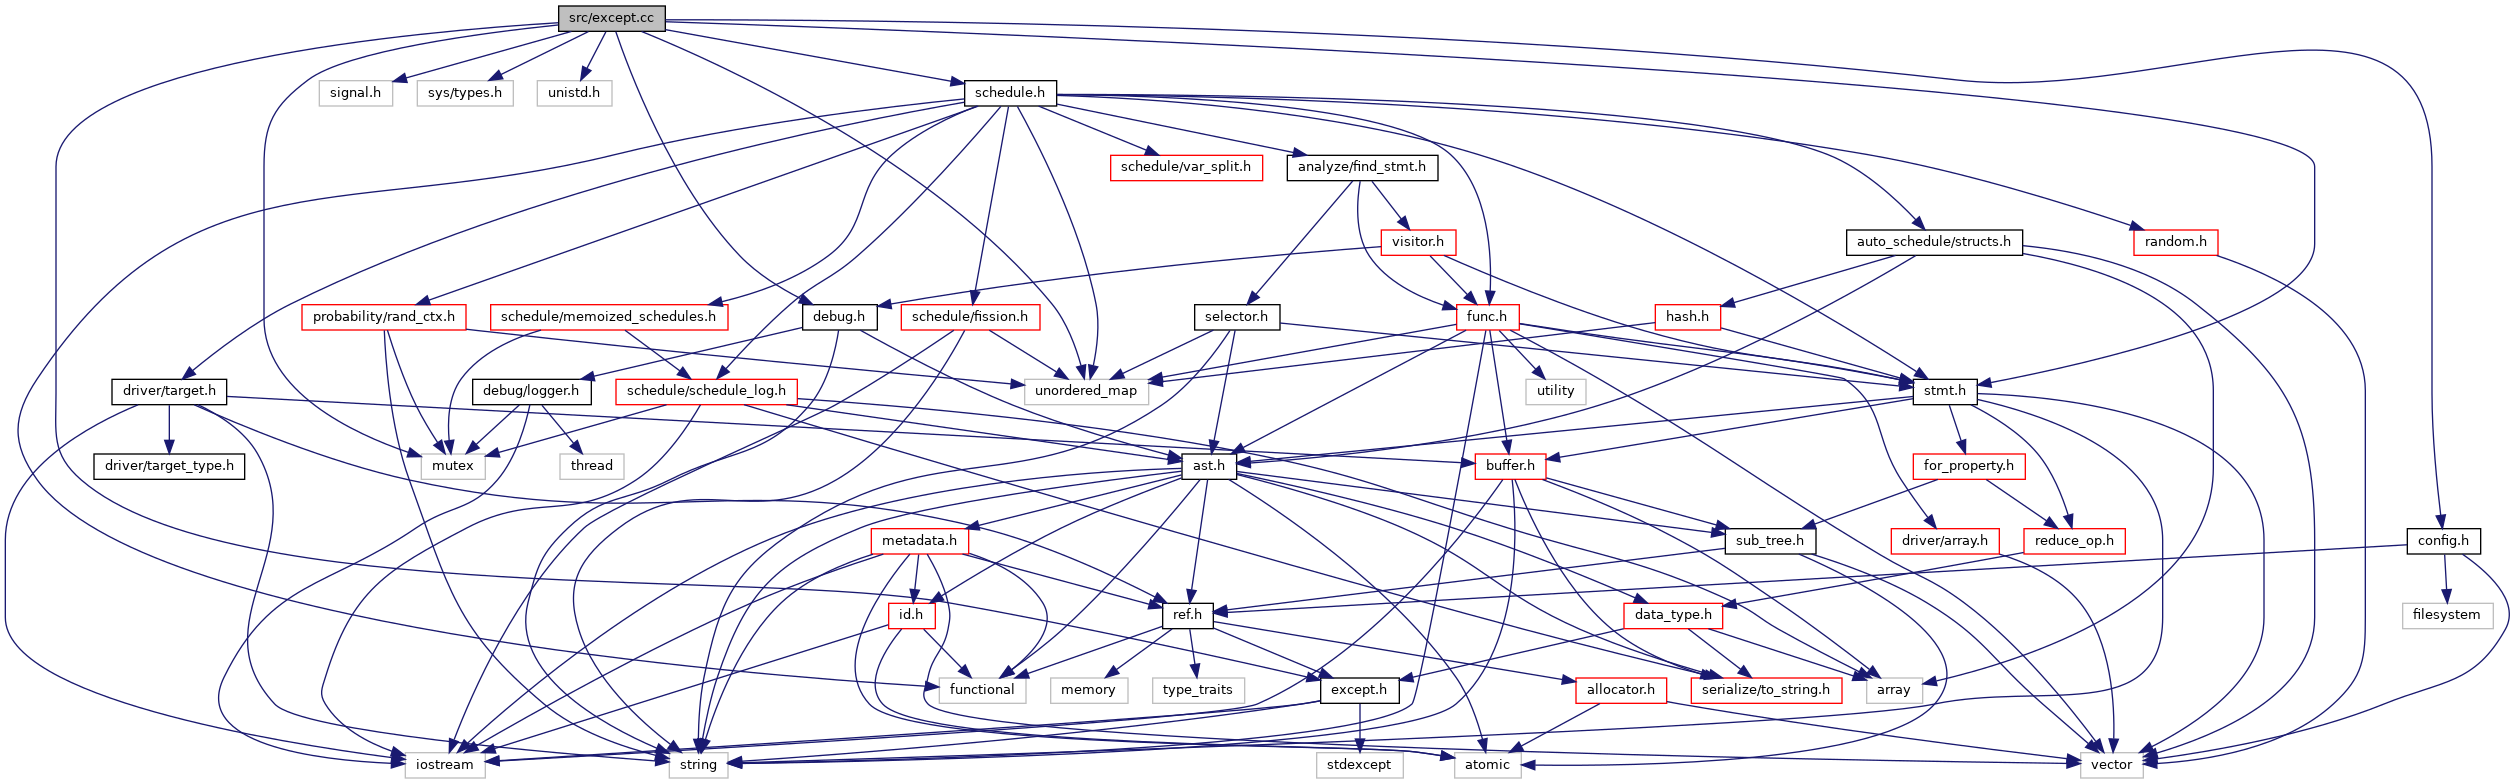 src/except.cc
signal.h
sys/types.h
unistd.h
schedule.h
schedule/var_split.h
analyze/find_stmt.h
visitor.h
auto_schedule/structs.h
random.h
probability/rand_ctx.h
schedule/memoized_schedules.h
debug.h
schedule/fission.h
selector.h
func.h
hash.h
driver/target.h
debug/logger.h
schedule/schedule_log.h
unordered_map
utility
stmt.h
driver/target_type.h
mutex
thread
ast.h
buffer.h
for_property.h
metadata.h
sub_tree.h
driver/array.h
reduce_op.h
config.h
id.h
ref.h
data_type.h
filesystem
functional
memory
type_traits
except.h
allocator.h
serialize/to_string.h
array
iostream
string
stdexcept
atomic
vector